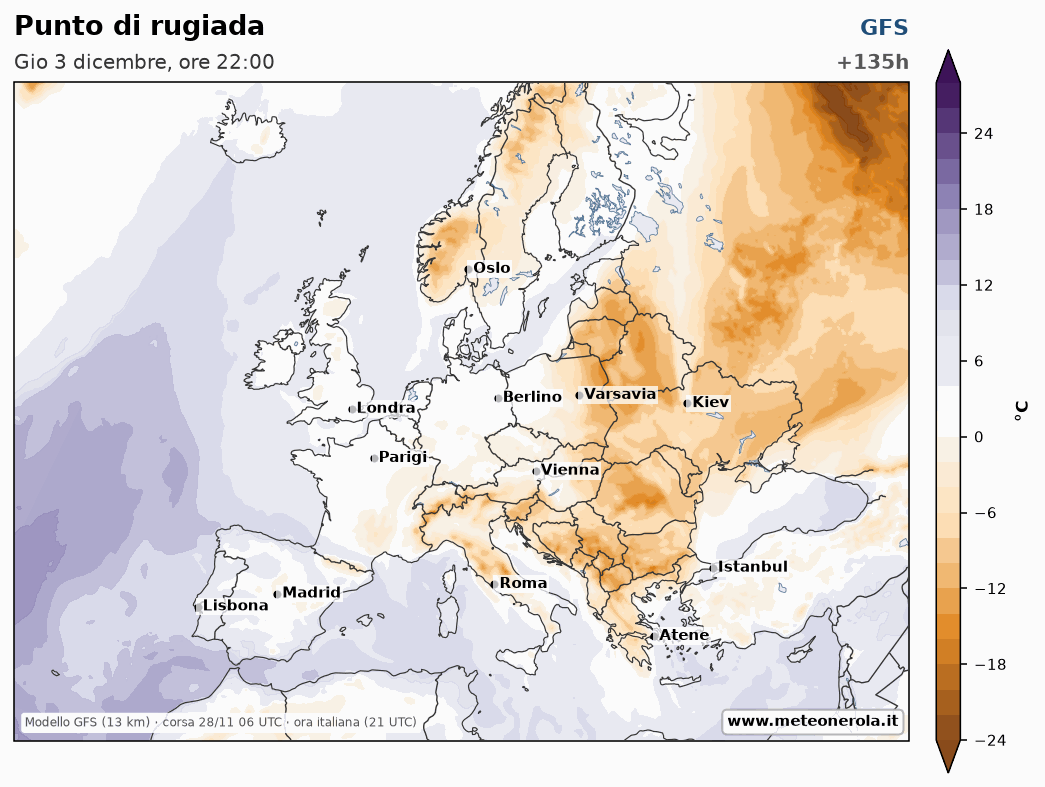 Punto di rugiada
GFS
Gio 3 dicembre, ore 22:00
+135h
24
18
12
6
0
−6
−12
−18
−24
°C
Oslo
Berlino
Varsavia
Kiev
Londra
Parigi
Vienna
Istanbul
Roma
Madrid
Lisbona
Atene
Modello GFS (13 km) · corsa 28/11 06 UTC · ora italiana (21 UTC)
www.meteonerola.it